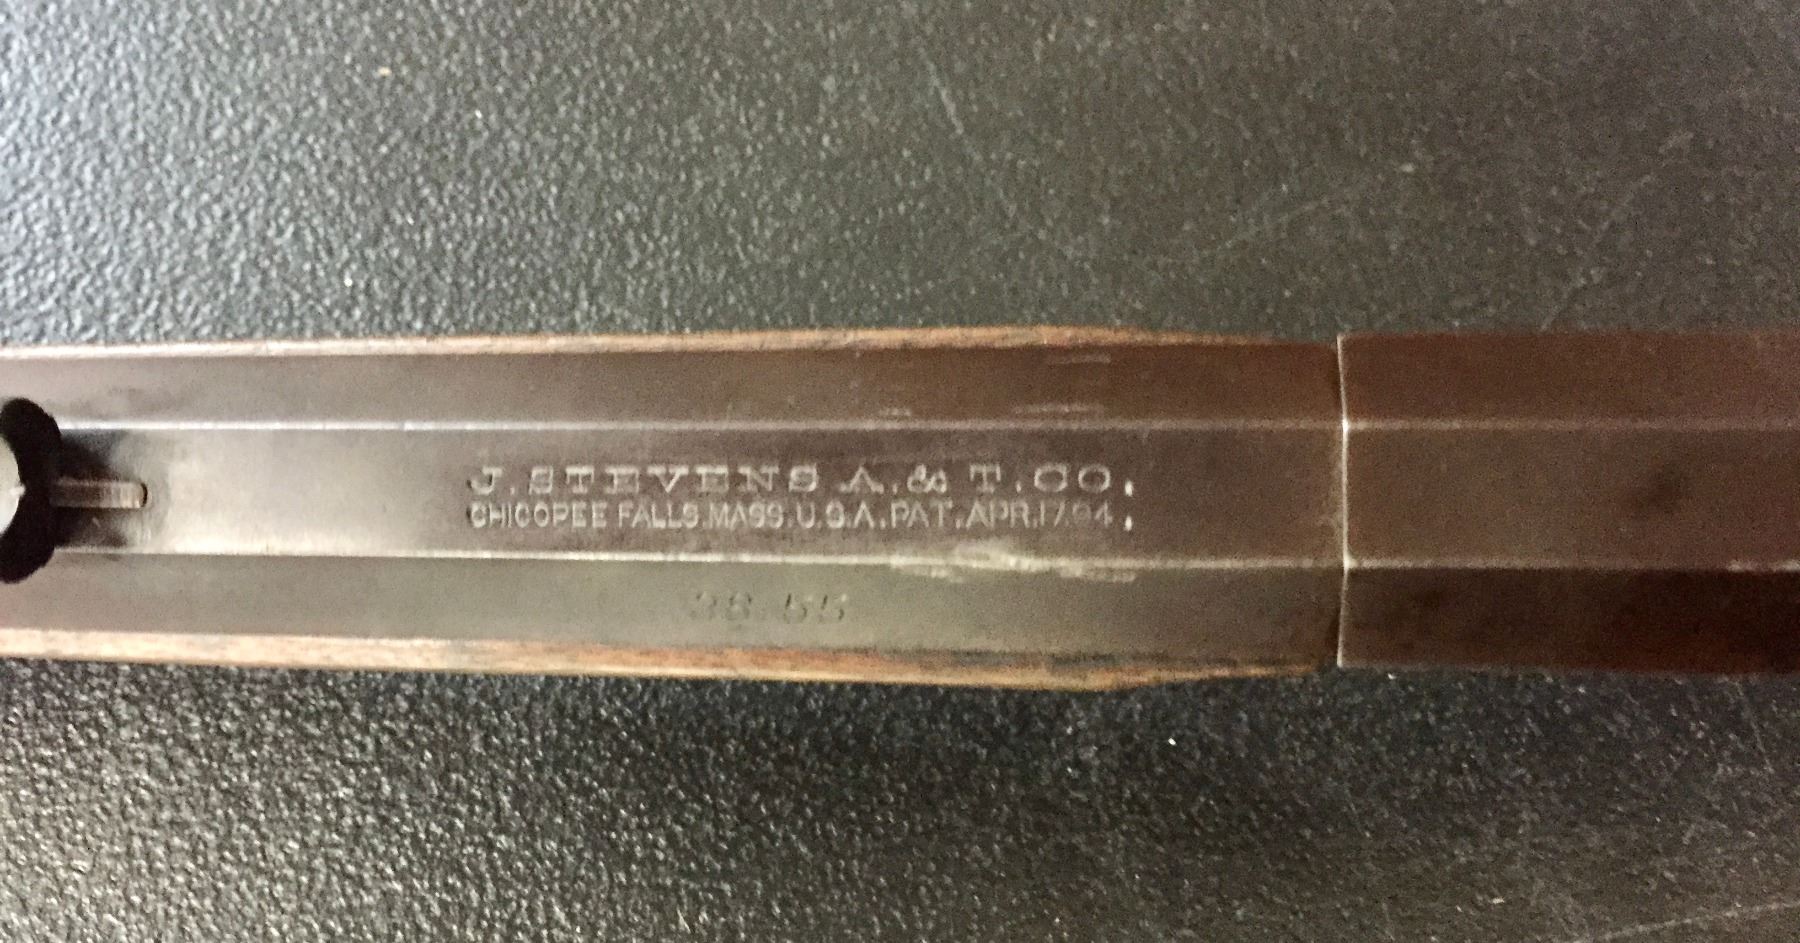 J. STEVENS A. & T. CO.
CHICOPEE FALLS. MASS. U.S.A. PAT. APR. 17. 94.
38.55